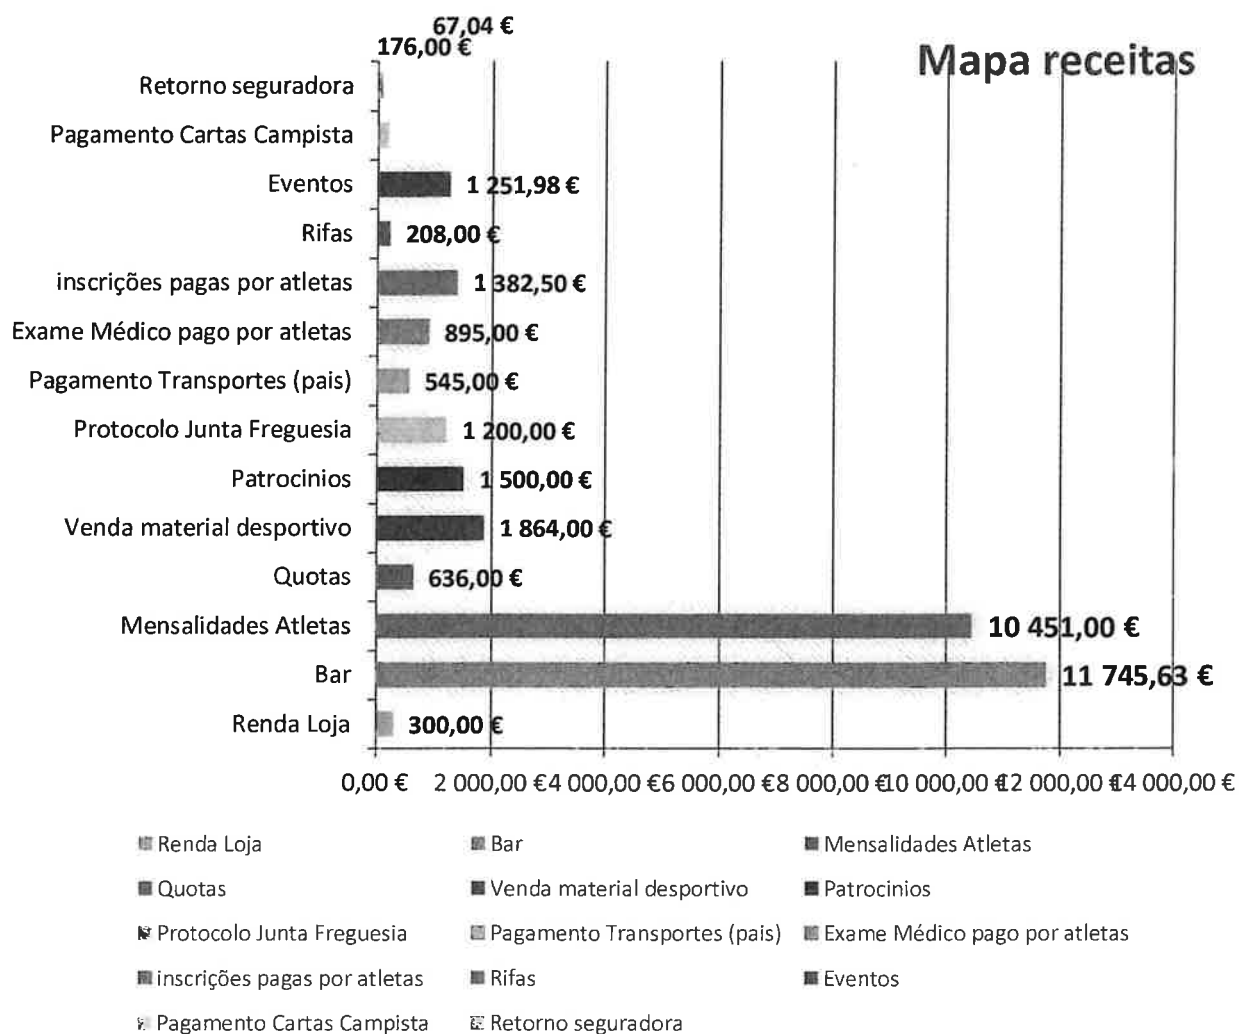 67,04 €
176,00 €
Mapa receitas
Retorno seguradora
Pagamento Cartas Campista
Eventos 1 251,98 €
Rifas 208,00 €
inscrições pagas por atletas 1 382,50 €
Exame Médico pago por atletas 895,00 €
Pagamento Transportes (pais) 545,00 €
Protocolo Junta Freguesia 1 200,00 €
Patrocinios 1 500,00 €
Venda material desportivo 1 864,00 €
Quotas 636,00 €
Mensalidades Atletas 10 451,00 €
Bar 11 745,63 €
Renda Loja 300,00 €
0,00 € 2 000,00 € 4 000,00 € 6 000,00 € 8 000,00 € 10 000,00 € 12 000,00 € 14 000,00 €
Renda Loja Bar Mensalidades Atletas
Quotas Venda material desportivo Patrocinios
Protocolo Junta Freguesia Pagamento Transportes (pais) Exame Médico pago por atletas
inscrições pagas por atletas Rifas Eventos
Pagamento Cartas Campista Retorno seguradora